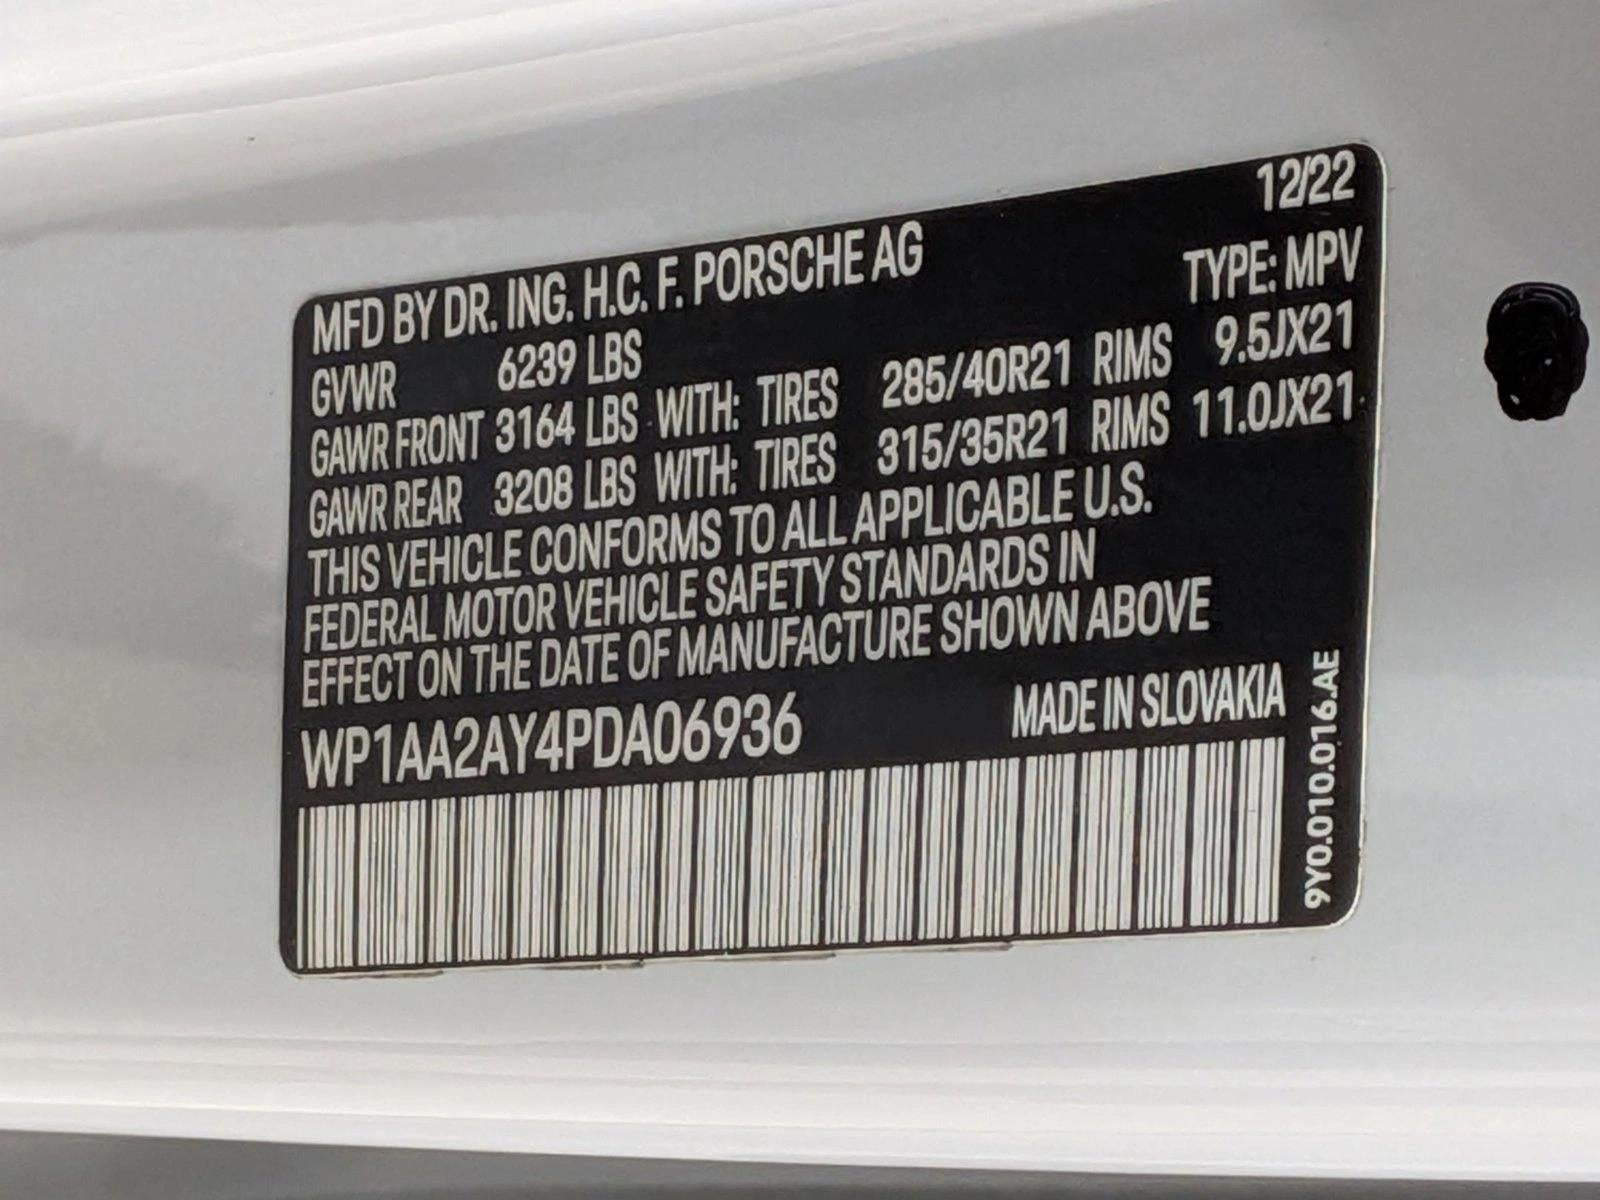 12/22
MFD BY DR. ING. H.C. F. PORSCHE AG TYPE: MPV
GVWR 6239 LBS
GAWR FRONT 3164 LBS WITH: TIRES 285/40R21 RIMS 9.5JX21
GAWR REAR 3208 LBS WITH: TIRES 315/35R21 RIMS 11.0JX21
THIS VEHICLE CONFORMS TO ALL APPLICABLE U.S.
FEDERAL MOTOR VEHICLE SAFETY STANDARDS IN
EFFECT ON THE DATE OF MANUFACTURE SHOWN ABOVE
WP1AA2AY4PDA06936 MADE IN SLOVAKIA
9Y0.010.016.AE